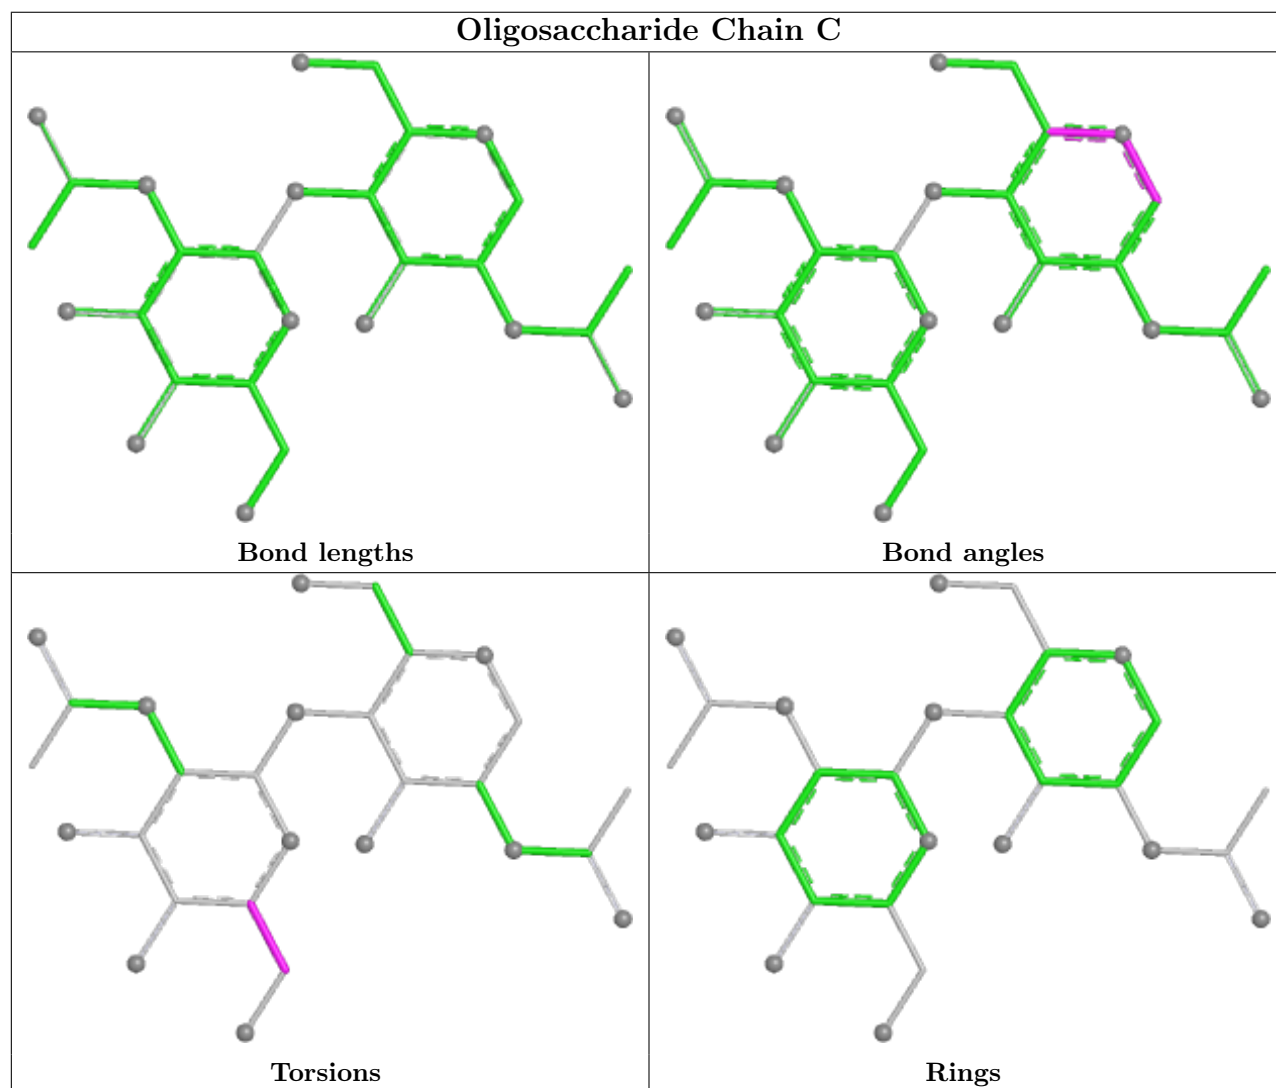 Oligosaccharide Chain C
Bond lengths
Bond angles
Torsions
Rings